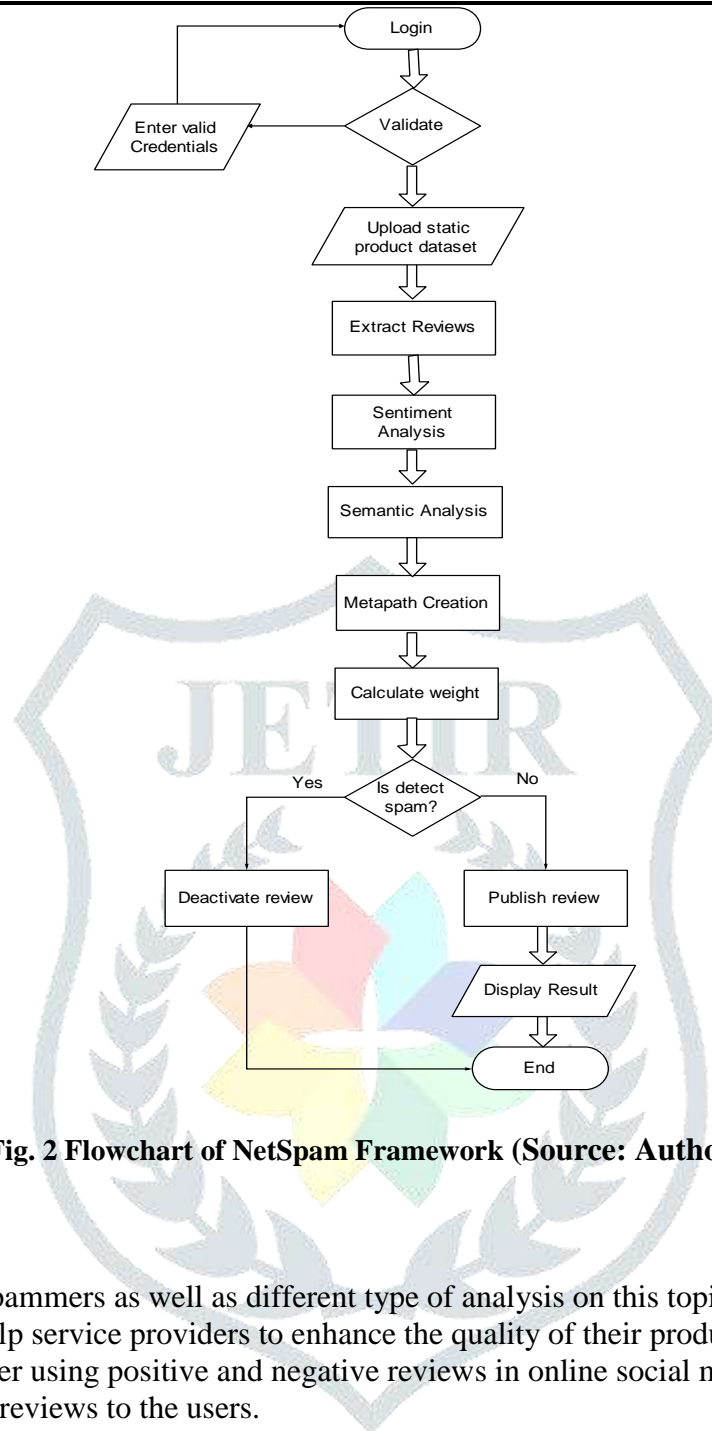 Login
Validate
Enter valid
Credentials
Upload static
product dataset
Extract Reviews
Sentiment
Analysis
Semantic Analysis
Metapath Creation
Calculate weight
JETIR
Is detect
spam?
Yes
No
Deactivate review
Publish review
Display Result
End
Fig. 2 Flowchart of NetSpam Framework (Source: Autho
pammers as well as different type of analysis on this topi
lp service providers to enhance the quality of their produ
er using positive and negative reviews in online social
reviews to the users.